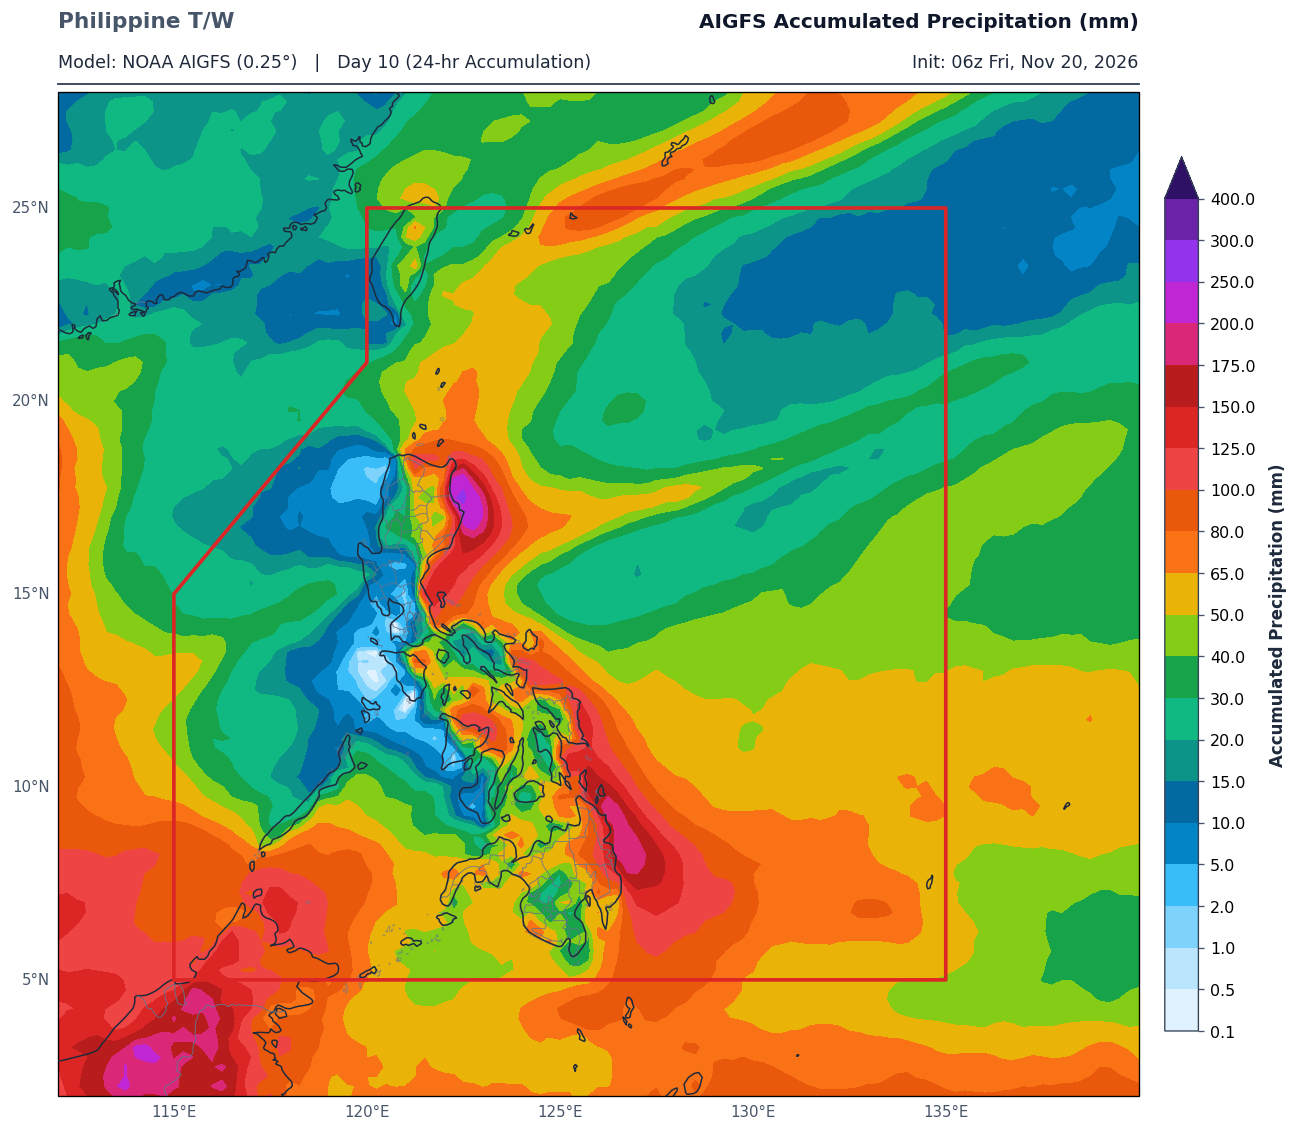 Philippine T/W
AIGFS Accumulated Precipitation (mm)
Model: NOAA AIGFS (0.25°) | Day 10 (24-hr Accumulation)
Init: 06z Fri, Nov 20, 2026
25°N
20°N
15°N
10°N
5°N
115°E
120°E
125°E
130°E
135°E
400.0
300.0
250.0
200.0
175.0
150.0
125.0
100.0
80.0
65.0
50.0
40.0
30.0
20.0
15.0
10.0
5.0
2.0
1.0
0.5
0.1
Accumulated Precipitation (mm)